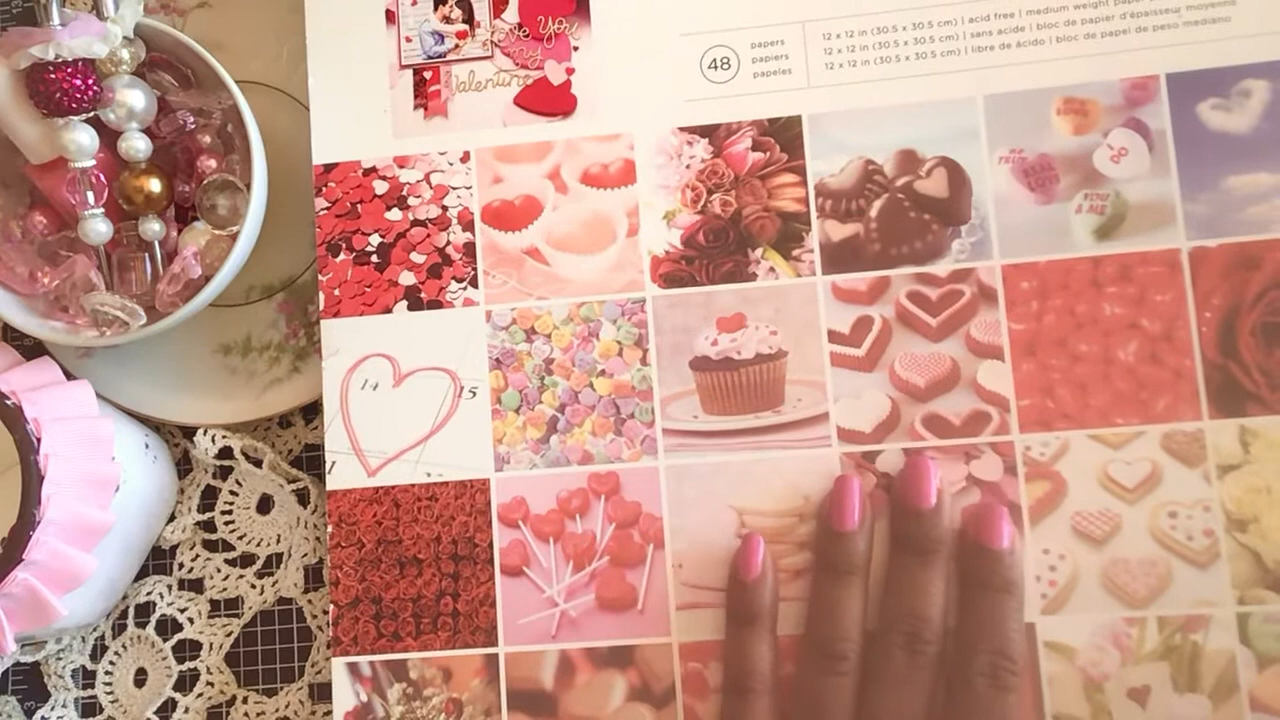 Love You
my
Valentine
48
papers
papiers
papeles
12 x 12 in (30.5 x 30.5 cm) | acid free | medium weight paper
12 x 12 in (30.5 x 30.5 cm) | sans acide | bloc de papier d'épaisseur moyenne
12 x 12 in (30.5 x 30.5 cm) | libre de ácido | bloc de papel de peso mediano
REAL
LOVE
I
DO
YOU
& ME
14
15